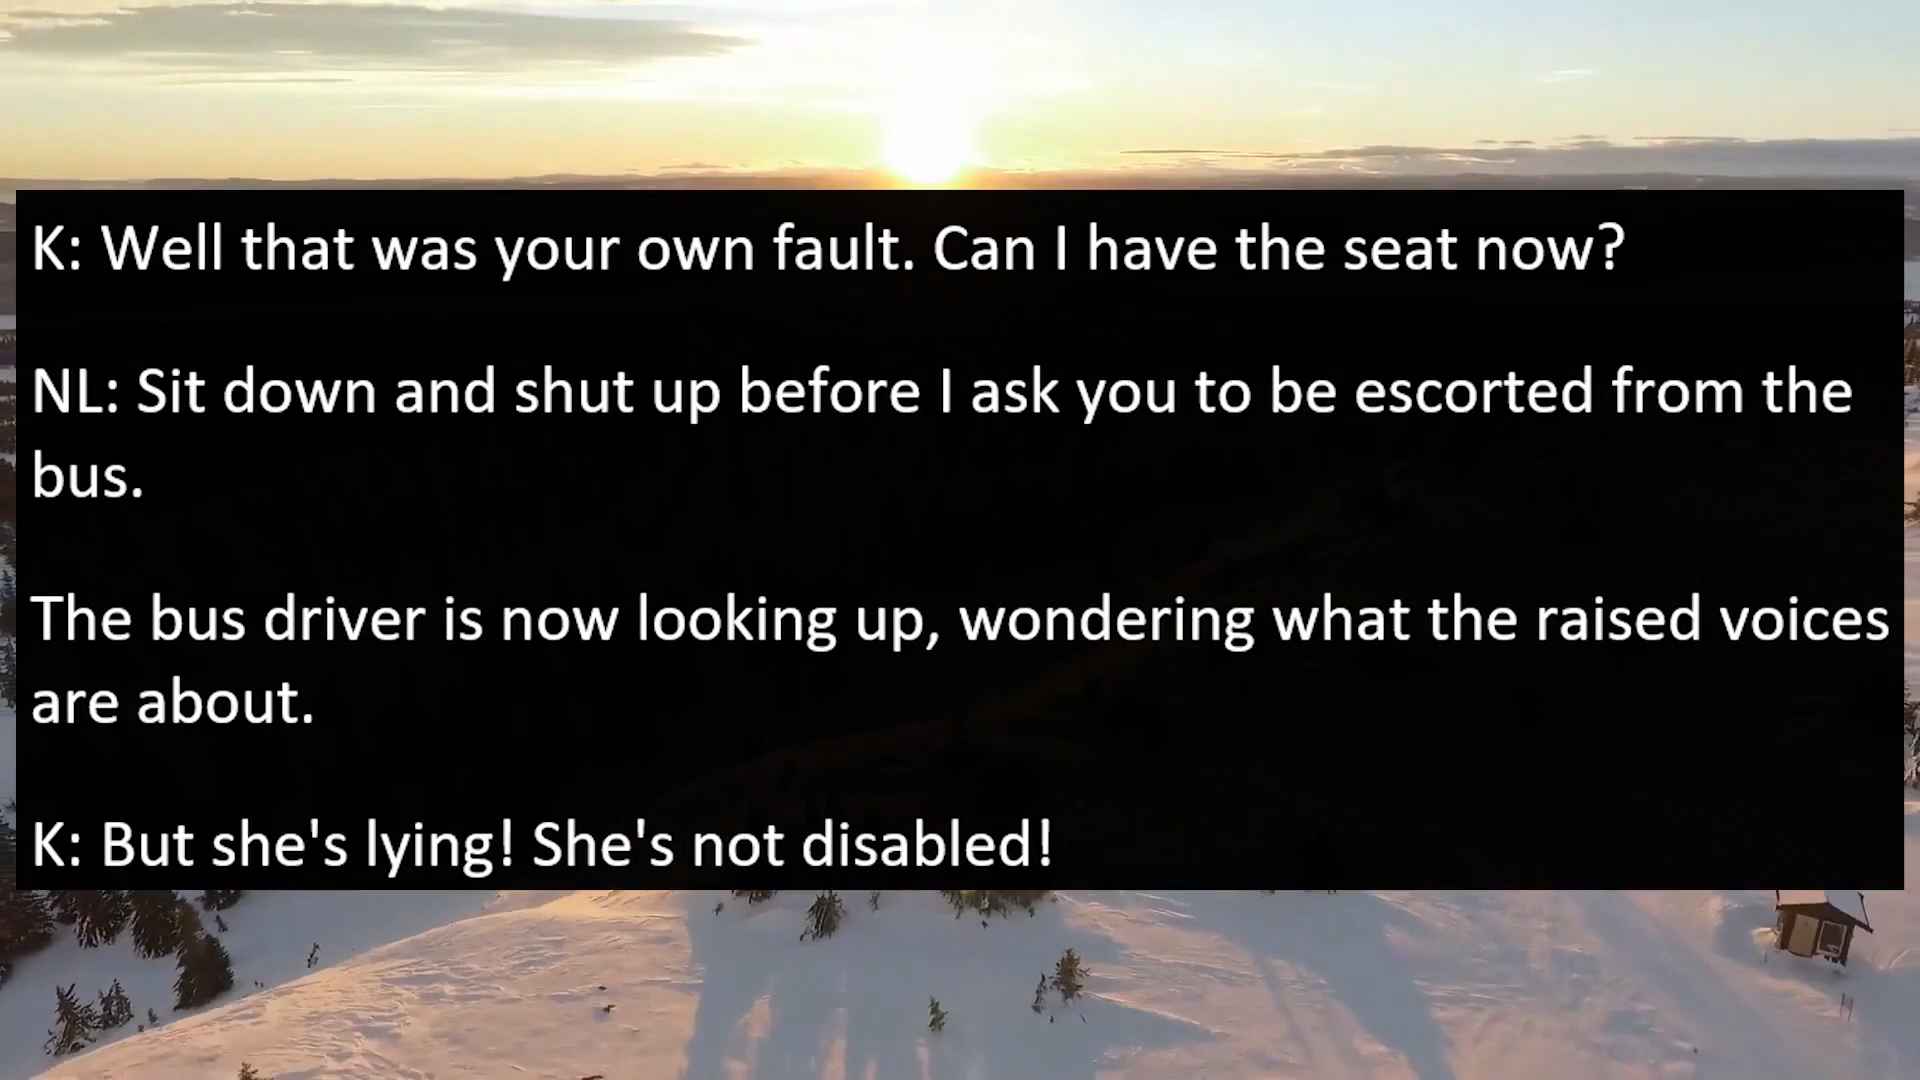 K: Well that was your own fault. Can I have the seat now?
NL: Sit down and shut up before I ask you to be escorted from the
bus.
The bus driver is now looking up, wondering what the raised voices
are about.
K: But she's lying! She's not disabled!